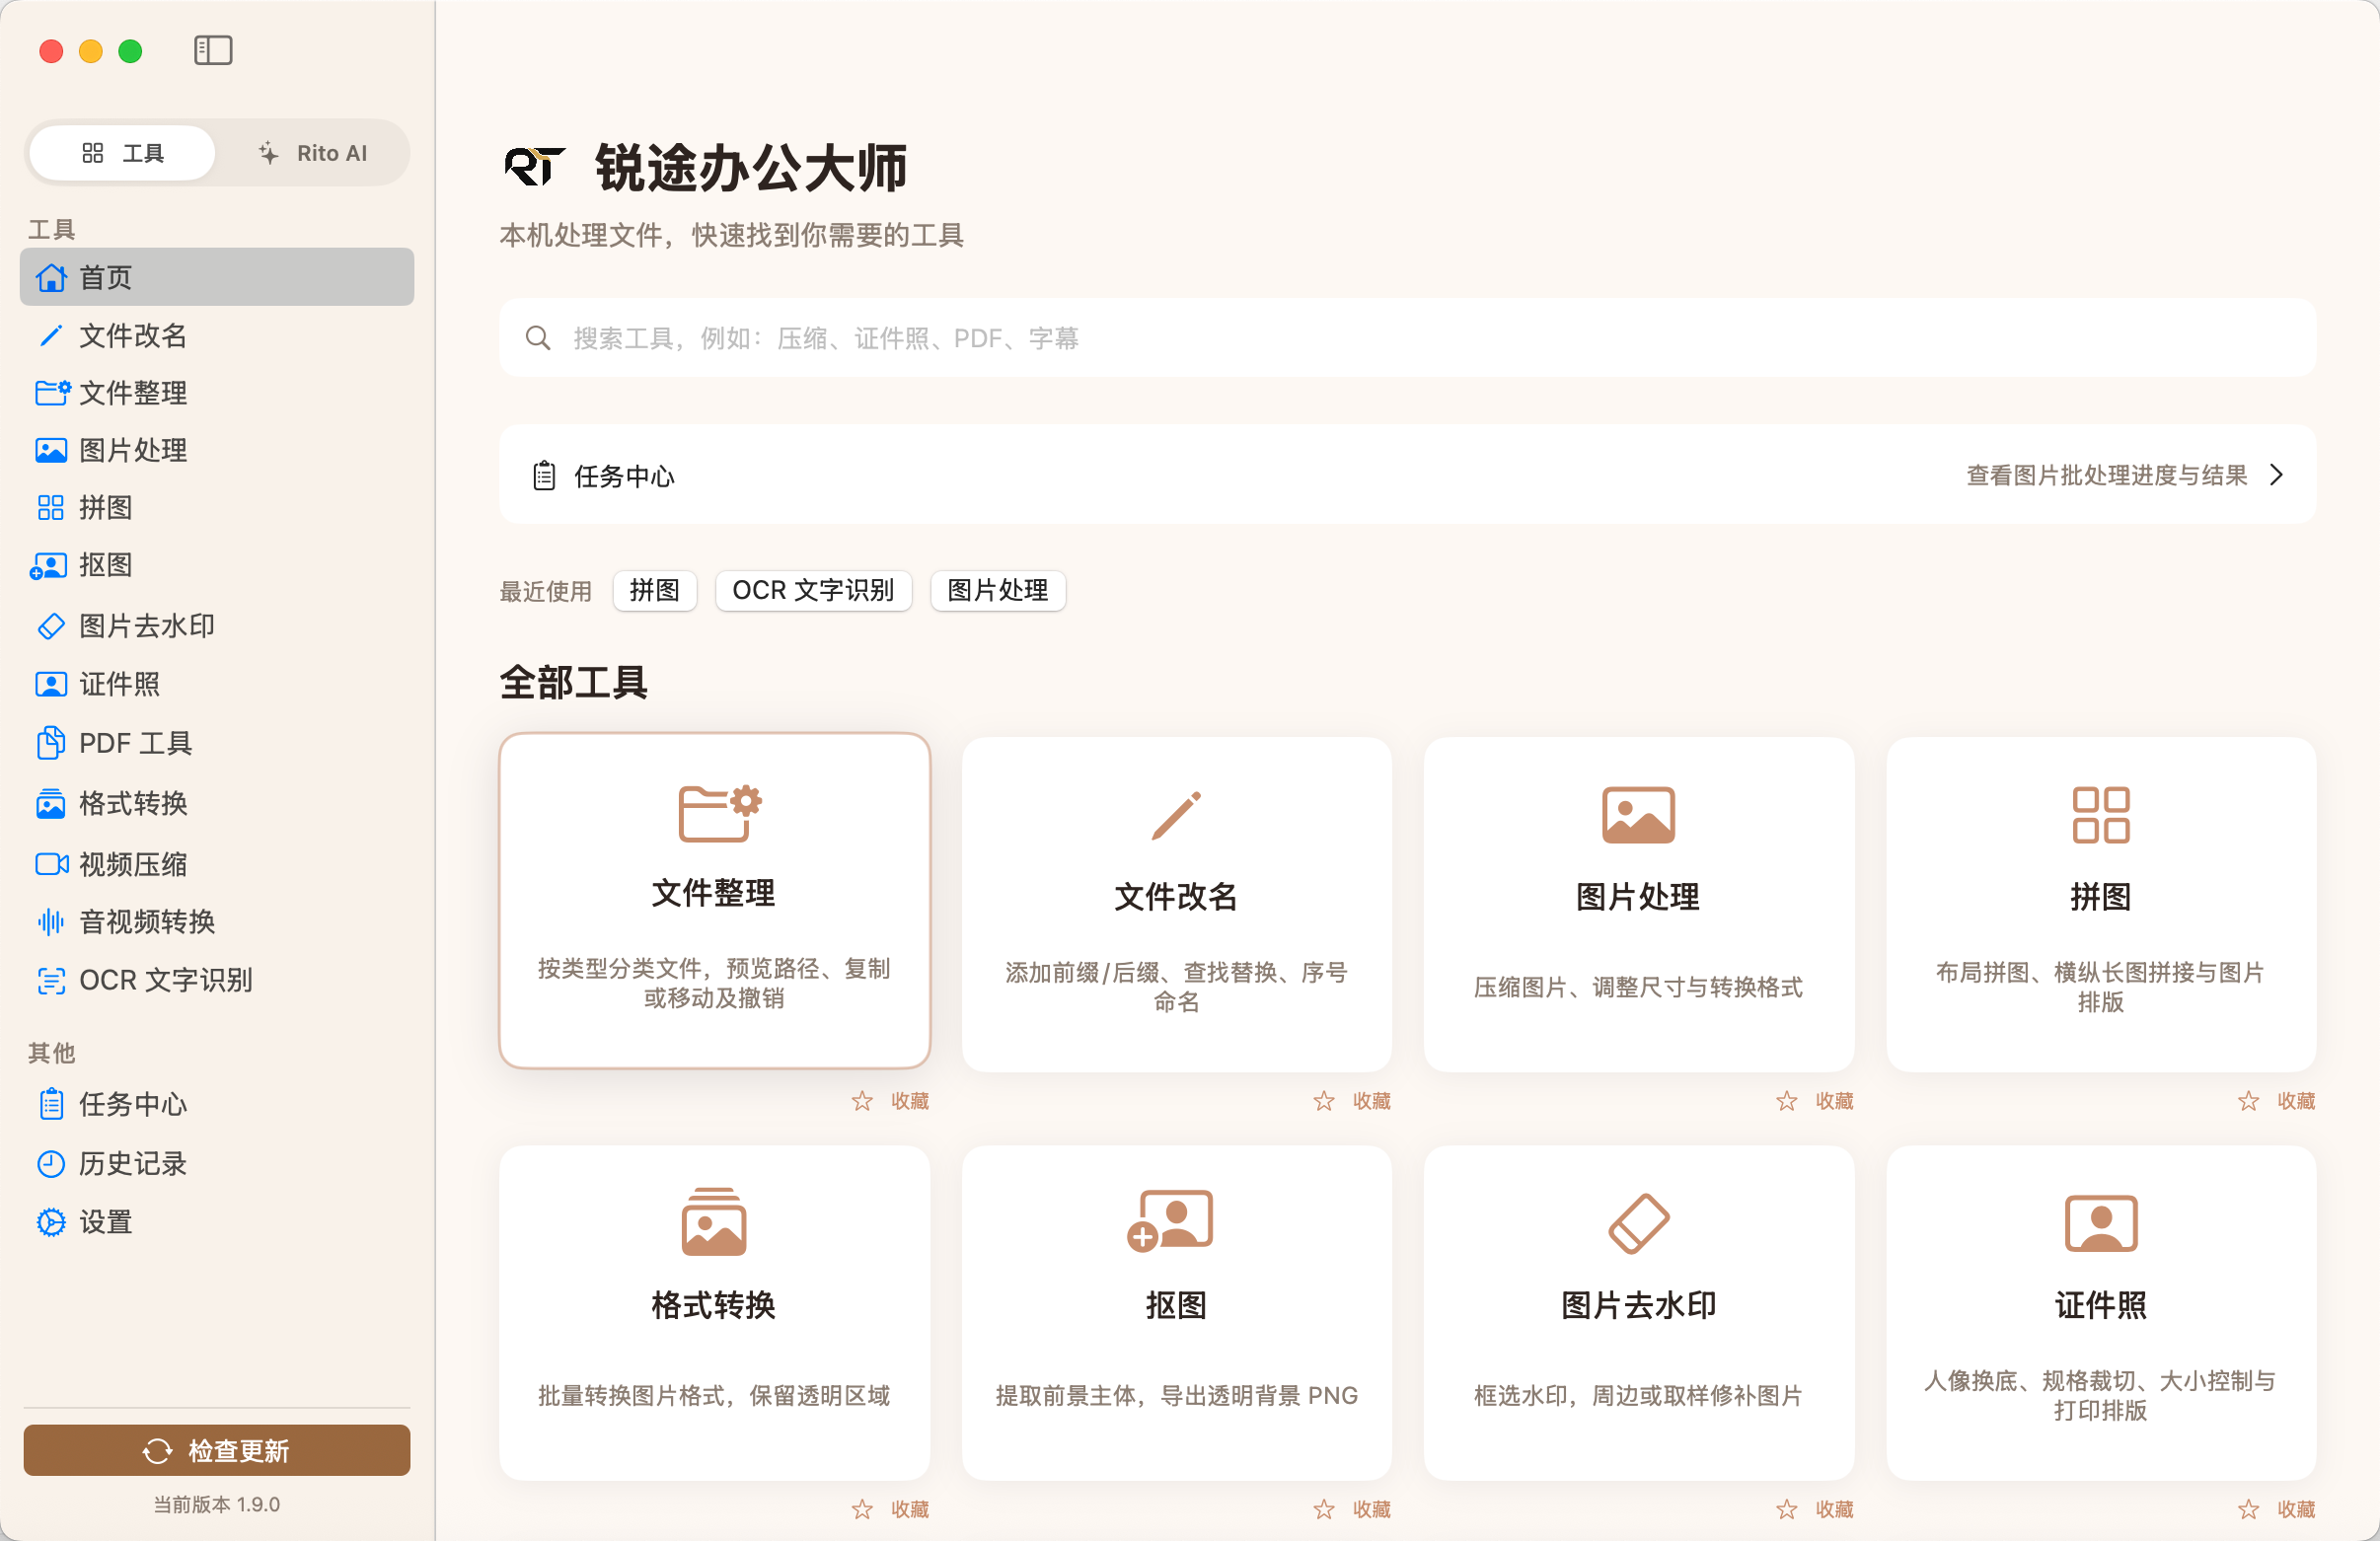 工具
Rito AI
工具
首页
文件改名
文件整理
图片处理
拼图
抠图
图片去水印
证件照
PDF 工具
格式转换
视频压缩
音视频转换
OCR 文字识别
其他
任务中心
历史记录
设置
检查更新
当前版本 1.9.0
RT 锐途办公大师
本机处理文件，快速找到你需要的工具
搜索工具，例如：压缩、证件照、PDF、字幕
任务中心
查看图片批处理进度与结果
最近使用 拼图 OCR 文字识别 图片处理
全部工具
文件整理
按类型分类文件，预览路径、复制
或移动及撤销
收藏
文件改名
添加前缀/后缀、查找替换、序号
命名
收藏
图片处理
压缩图片、调整尺寸与转换格式
收藏
拼图
布局拼图、横纵长图拼接与图片
排版
收藏
格式转换
批量转换图片格式，保留透明区域
收藏
抠图
提取前景主体，导出透明背景 PNG
收藏
图片去水印
框选水印，周边或取样修补图片
收藏
证件照
人像换底、规格裁切、大小控制与
打印排版
收藏